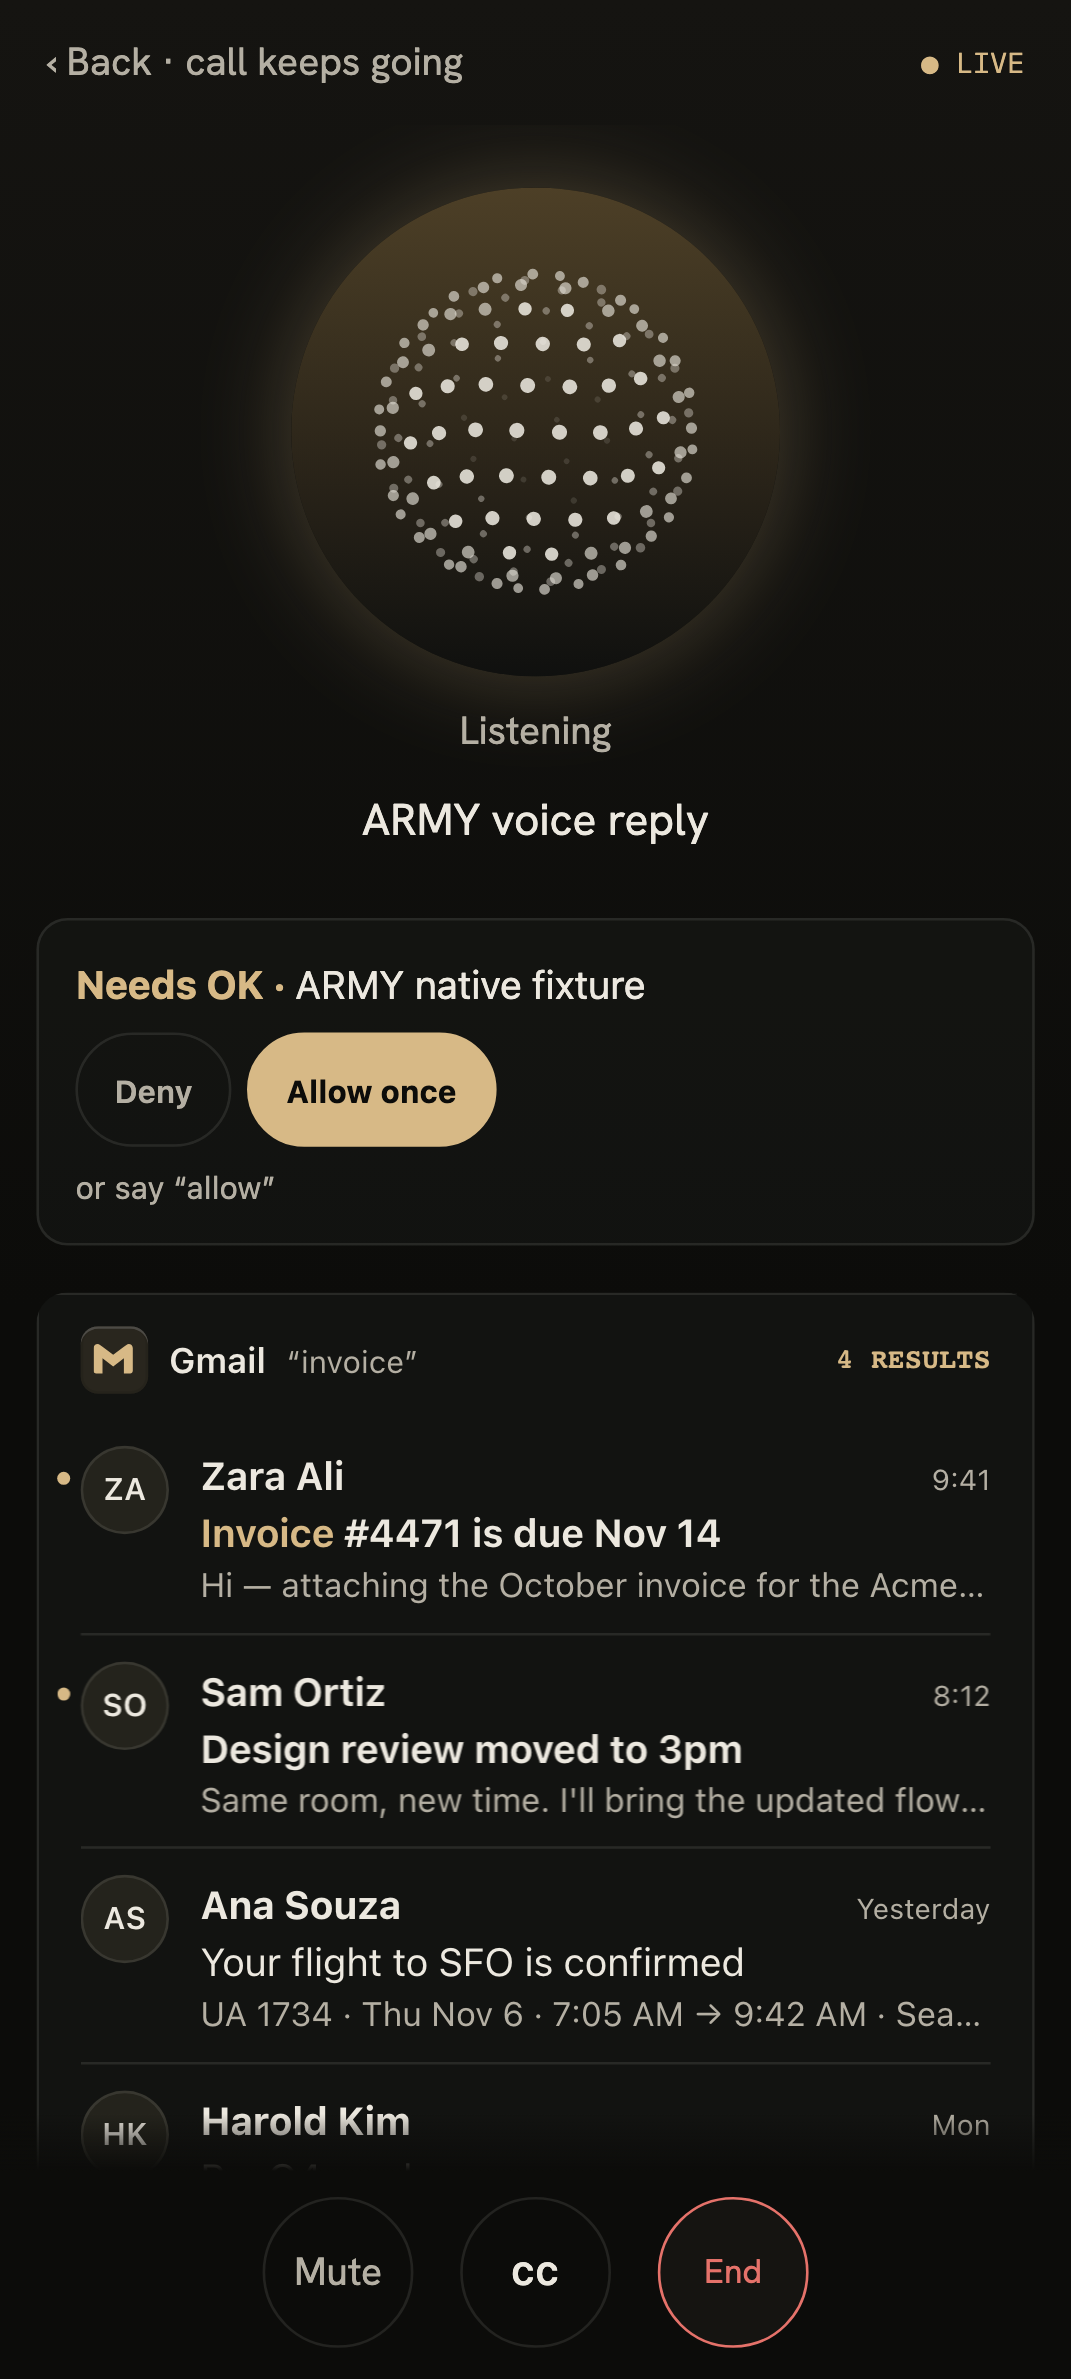 ‹ Back · call keeps going
LIVE
Listening
ARMY voice reply
Needs OK · ARMY native fixture
Deny
Allow once
or say “allow”
Gmail “invoice”
4 RESULTS
ZA
Zara Ali
9:41
Invoice #4471 is due Nov 14
Hi — attaching the October invoice for the Acme...
SO
Sam Ortiz
8:12
Design review moved to 3pm
Same room, new time. I'll bring the updated flow...
AS
Ana Souza
Yesterday
Your flight to SFO is confirmed
UA 1734 · Thu Nov 6 · 7:05 AM → 9:42 AM · Sea...
HK
Harold Kim
Mon
Mute
cc
End